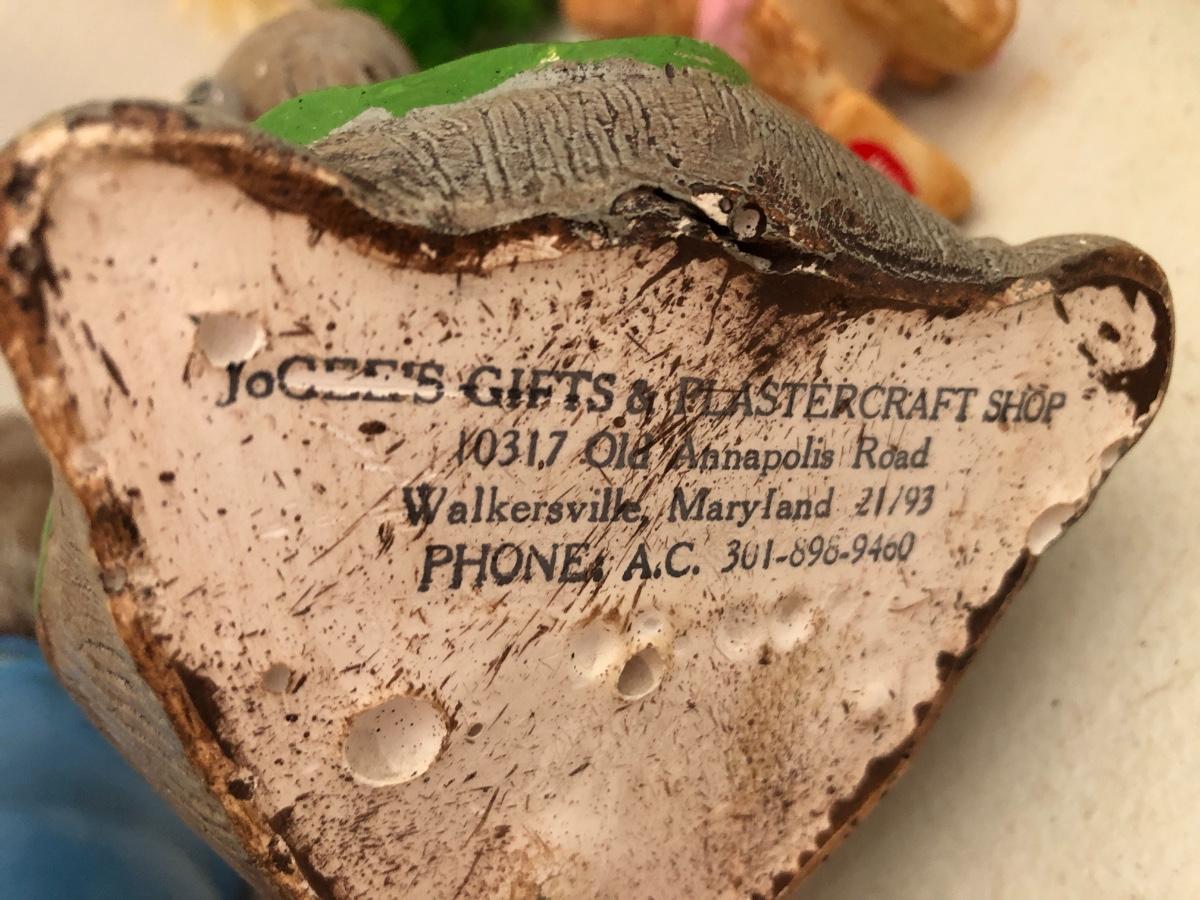 JoCEE'S GIFTS & PLASTERCRAFT SHOP
10317 Old Annapolis Road
Walkersville, Maryland 21793
PHONE: A.C. 301-898-9460